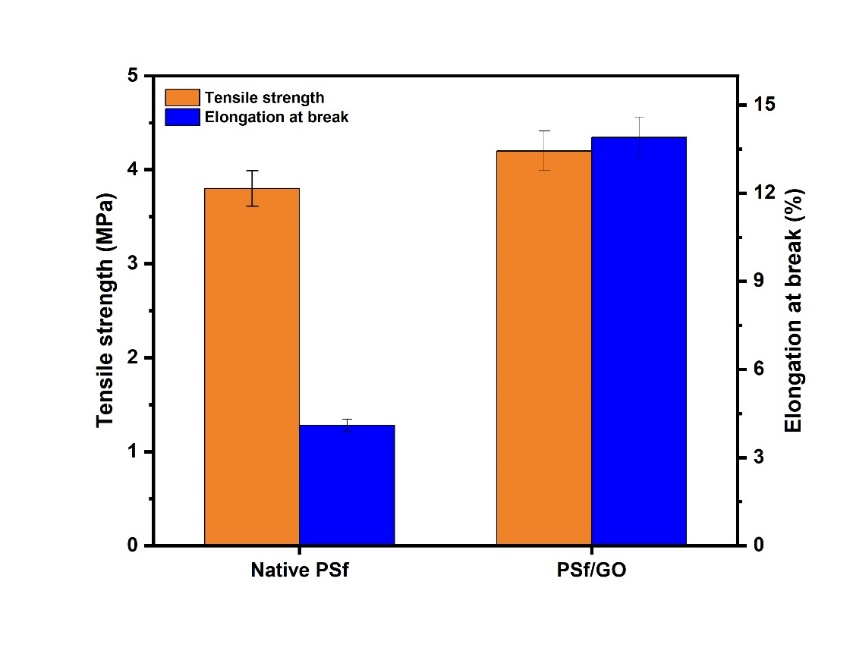 Tensile strength
Elongation at break
Tensile strength (MPa)
5
4
3
2
1
0
15
12
9
6
3
0
Elongation at break (%)
Native PSf
PSf/GO